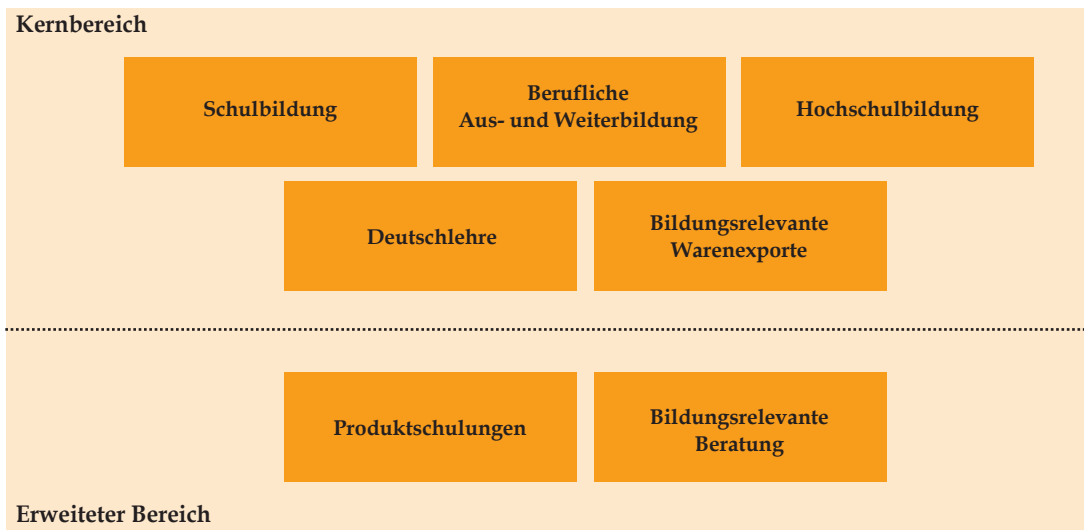 Kernbereich
Schulbildung
Berufliche
Aus- und Weiterbildung
Hochschulbildung
Deutschlehre
Bildungsrelevante
Warenexporte
Produktschulungen
Bildungsrelevante
Beratung
Erweiteter Bereich